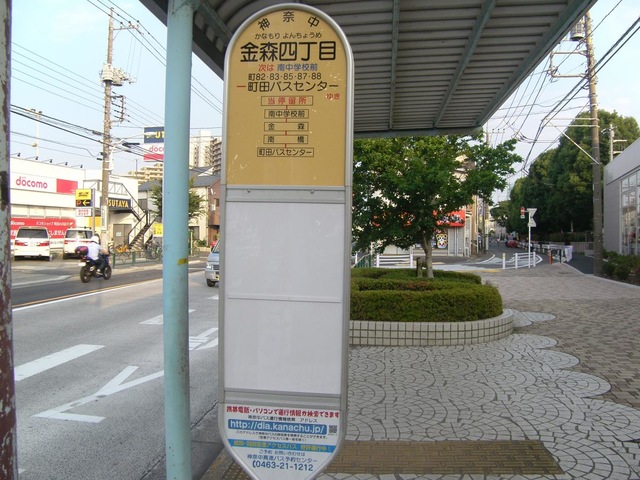 神奈中
かなもり よんちょうめ
金森四丁目
次は 南中学校前
町82・83・85・87・88
町田バスセンター
ゆき
当停留所
南中学校前
金森
南橋
町田バスセンター
携帯電話・パソコンで運行情報が検索できます
http://dia.kanachu.jp/
0463-21-1212
docomo
TSUTAYA